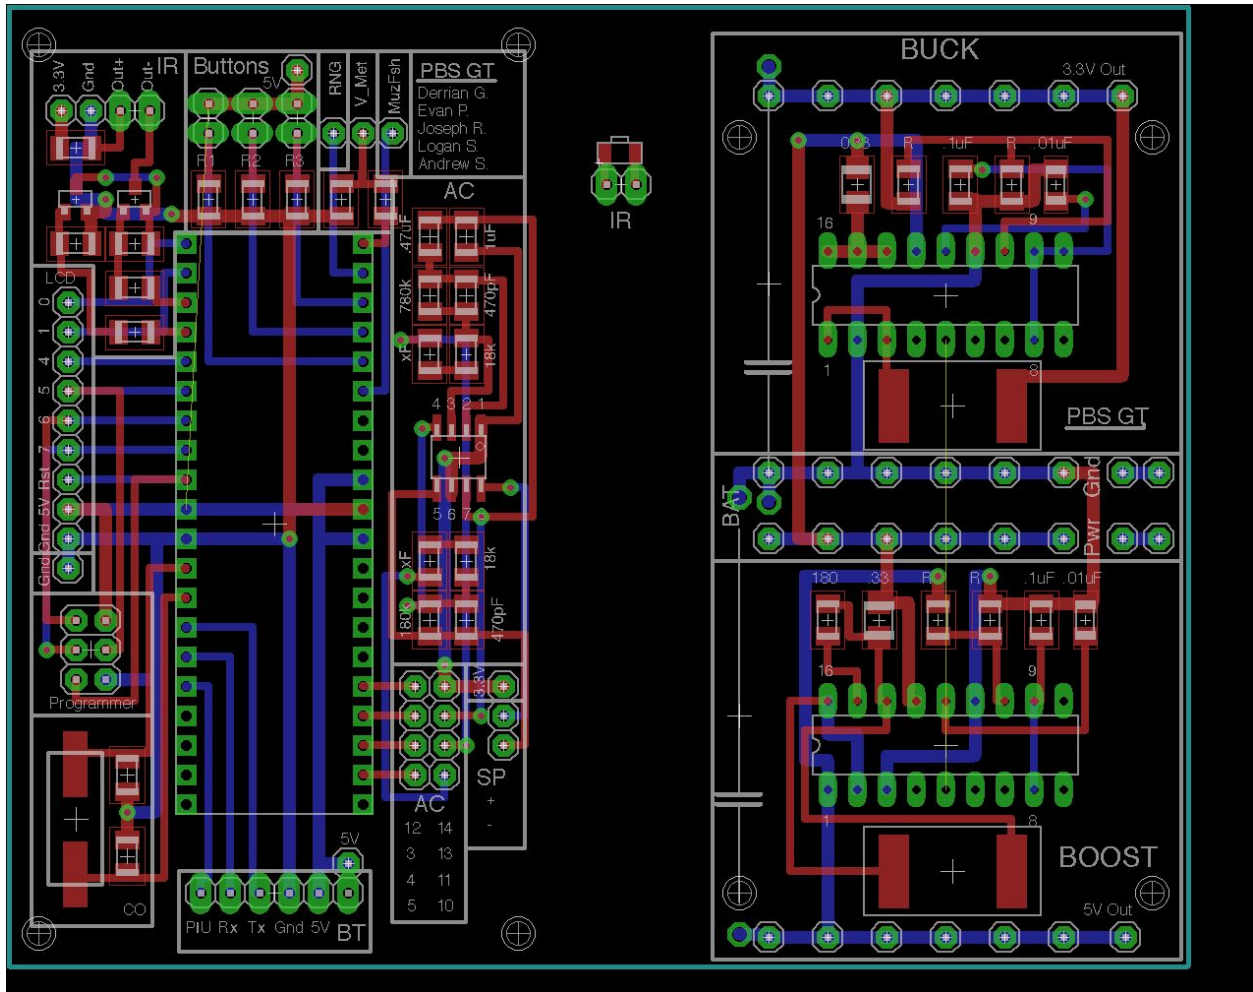 3.3V
Gnd
Out+
Out-
IR
Buttons
5V
R1
R2
R3
RNG
V_Met
MuzFsh
PBS GT
Derrian G.
Evan P.
Joseph R.
Logan S.
Andrew S.
AC
.47uF
1uF
780k
470pF
xF
18k
4 3 2 1
5 6 7
18k
180k
470pF
LCD
0
1
4
5
6
7
Rst
5V
Gnd
Gnd
Programmer
CO
3.3V
SP
+
-
AC
12 14
3 13
4 11
5 10
5V
PIU Rx Tx Gnd 5V BT
IR
BUCK
3.3V Out
R .1uF R .01uF
16
9
1
8
PBS GT
BAT
Gnd
Pwr
180 .33 R R .1uF .01uF
16
9
1
8
BOOST
5V Out